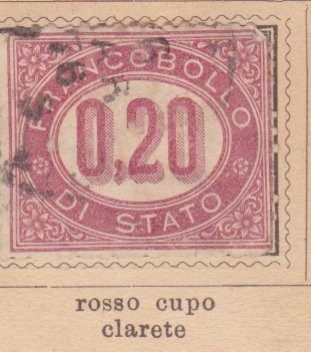 FRANCOBOLLO
0,20
DI STATO
rosso cupo
clarete